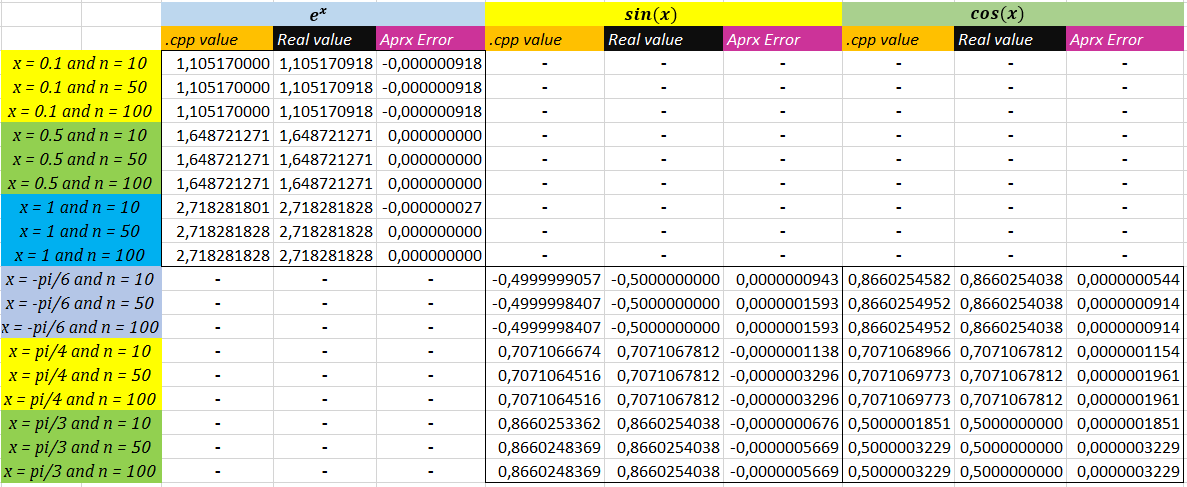 eˣ sin(x) cos(x)
.cpp value Real value Aprx Error .cpp value Real value Aprx Error .cpp value Real value Aprx Error
x = 0.1 and n = 10 1,105170000 1,105170918 -0,000000918 - - - - - -
x = 0.1 and n = 50 1,105170000 1,105170918 -0,000000918 - - - - - -
x = 0.1 and n = 100 1,105170000 1,105170918 -0,000000918 - - - - - -
x = 0.5 and n = 10 1,648721271 1,648721271 0,000000000 - - - - - -
x = 0.5 and n = 50 1,648721271 1,648721271 0,000000000 - - - - - -
x = 0.5 and n = 100 1,648721271 1,648721271 0,000000000 - - - - - -
x = 1 and n = 10 2,718281801 2,718281828 -0,000000027 - - - - - -
x = 1 and n = 50 2,718281828 2,718281828 0,000000000 - - - - - -
x = 1 and n = 100 2,718281828 2,718281828 0,000000000 - - - - - -
x = -pi/6 and n = 10 - - - -0,4999999057 -0,5000000000 0,0000000943 0,8660254582 0,8660254038 0,0000000544
x = -pi/6 and n = 50 - - - -0,4999998407 -0,5000000000 0,0000001593 0,8660254952 0,8660254038 0,0000000914
x = -pi/6 and n = 100 - - - -0,4999998407 -0,5000000000 0,0000001593 0,8660254952 0,8660254038 0,0000000914
x = pi/4 and n = 10 - - - 0,7071066674 0,7071067812 -0,0000001138 0,7071068966 0,7071067812 0,0000001154
x = pi/4 and n = 50 - - - 0,7071064516 0,7071067812 -0,0000003296 0,7071069773 0,7071067812 0,0000001961
x = pi/4 and n = 100 - - - 0,7071064516 0,7071067812 -0,0000003296 0,7071069773 0,7071067812 0,0000001961
x = pi/3 and n = 10 - - - 0,8660253362 0,8660254038 -0,0000000676 0,5000001851 0,5000000000 0,0000001851
x = pi/3 and n = 50 - - - 0,8660248369 0,8660254038 -0,0000005669 0,5000003229 0,5000000000 0,0000003229
x = pi/3 and n = 100 - - - 0,8660248369 0,8660254038 -0,0000005669 0,5000003229 0,5000000000 0,0000003229